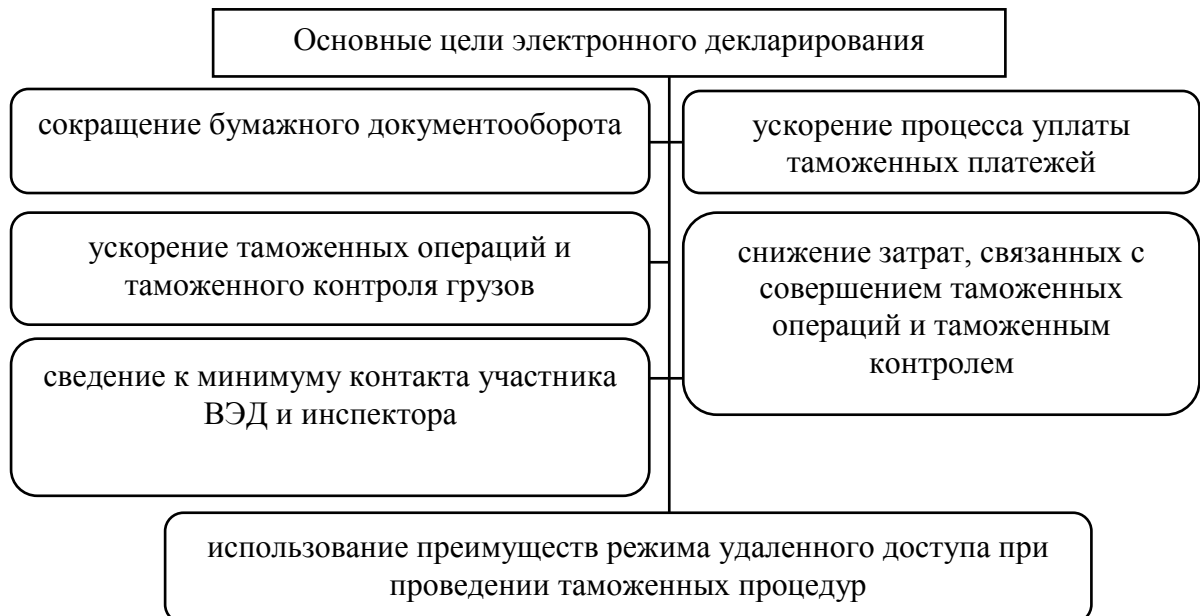 Основные цели электронного декларирования
сокращение бумажного документооборота
ускорение процесса уплаты
таможенных платежей
ускорение таможенных операций и
таможенного контроля грузов
снижение затрат, связанных с
совершением таможенных
операций и таможенным
контролем
сведение к минимуму контакта участника
ВЭД и инспектора
использование преимуществ режима удаленного доступа при
проведении таможенных процедур